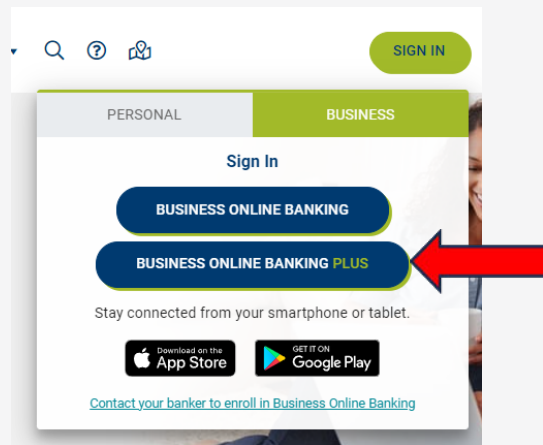 SIGN IN
PERSONAL
BUSINESS
Sign In
BUSINESS ONLINE BANKING
BUSINESS ONLINE BANKING PLUS
Stay connected from your smartphone or tablet.
Download on the
App Store
GET IT ON
Google Play
Contact your banker to enroll in Business Online Banking